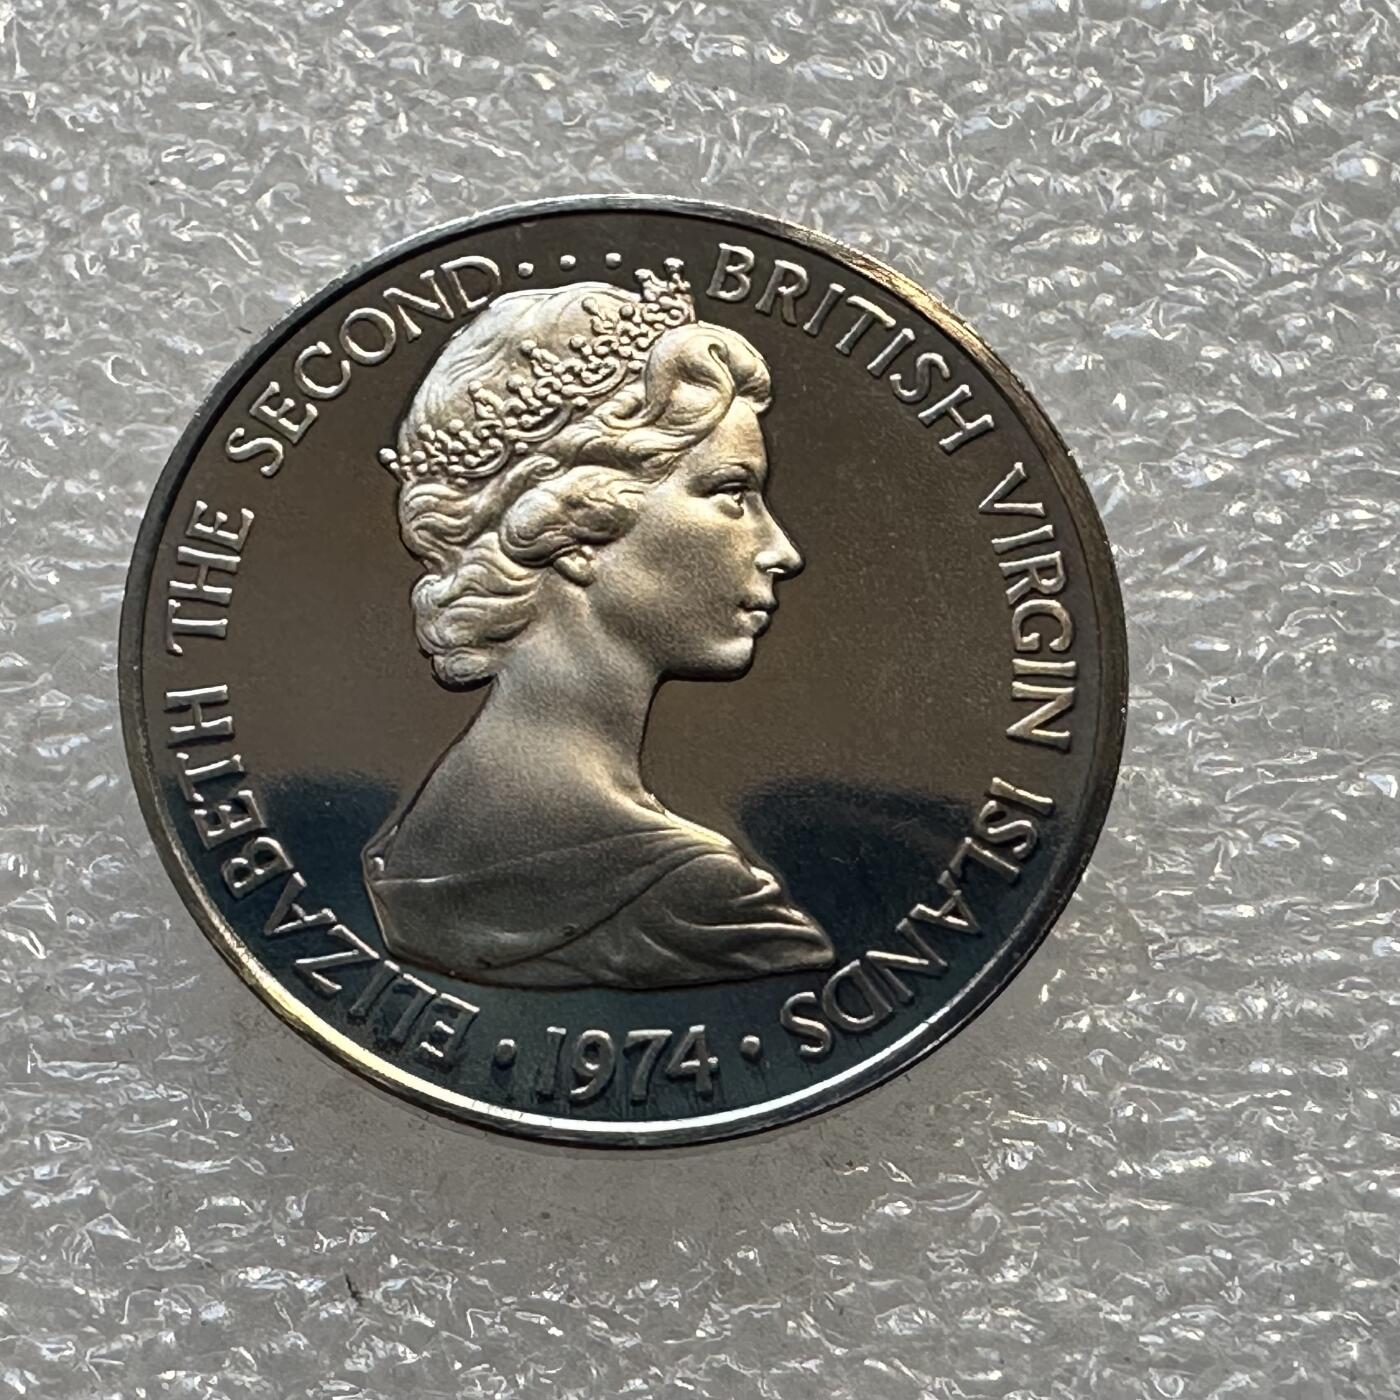 ELIZABETH THE SECOND···· BRITISH VIRGIN ISLANDS
· 1974 ·